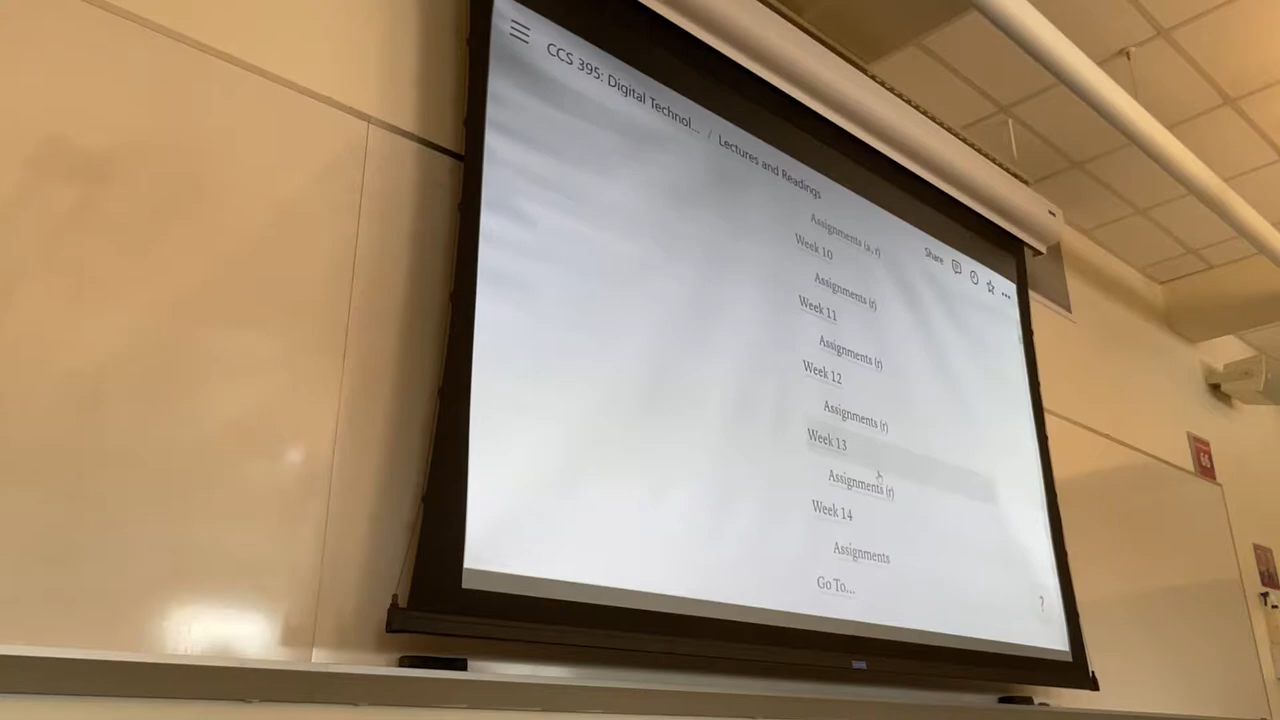 CCS 395: Digital Technol... / Lectures and Readings
Share
Assignments (a, r)
Week 10
Assignments (r)
Week 11
Assignments (r)
Week 12
Assignments (r)
Week 13
Assignments (r)
Week 14
Assignments
Go To...
?